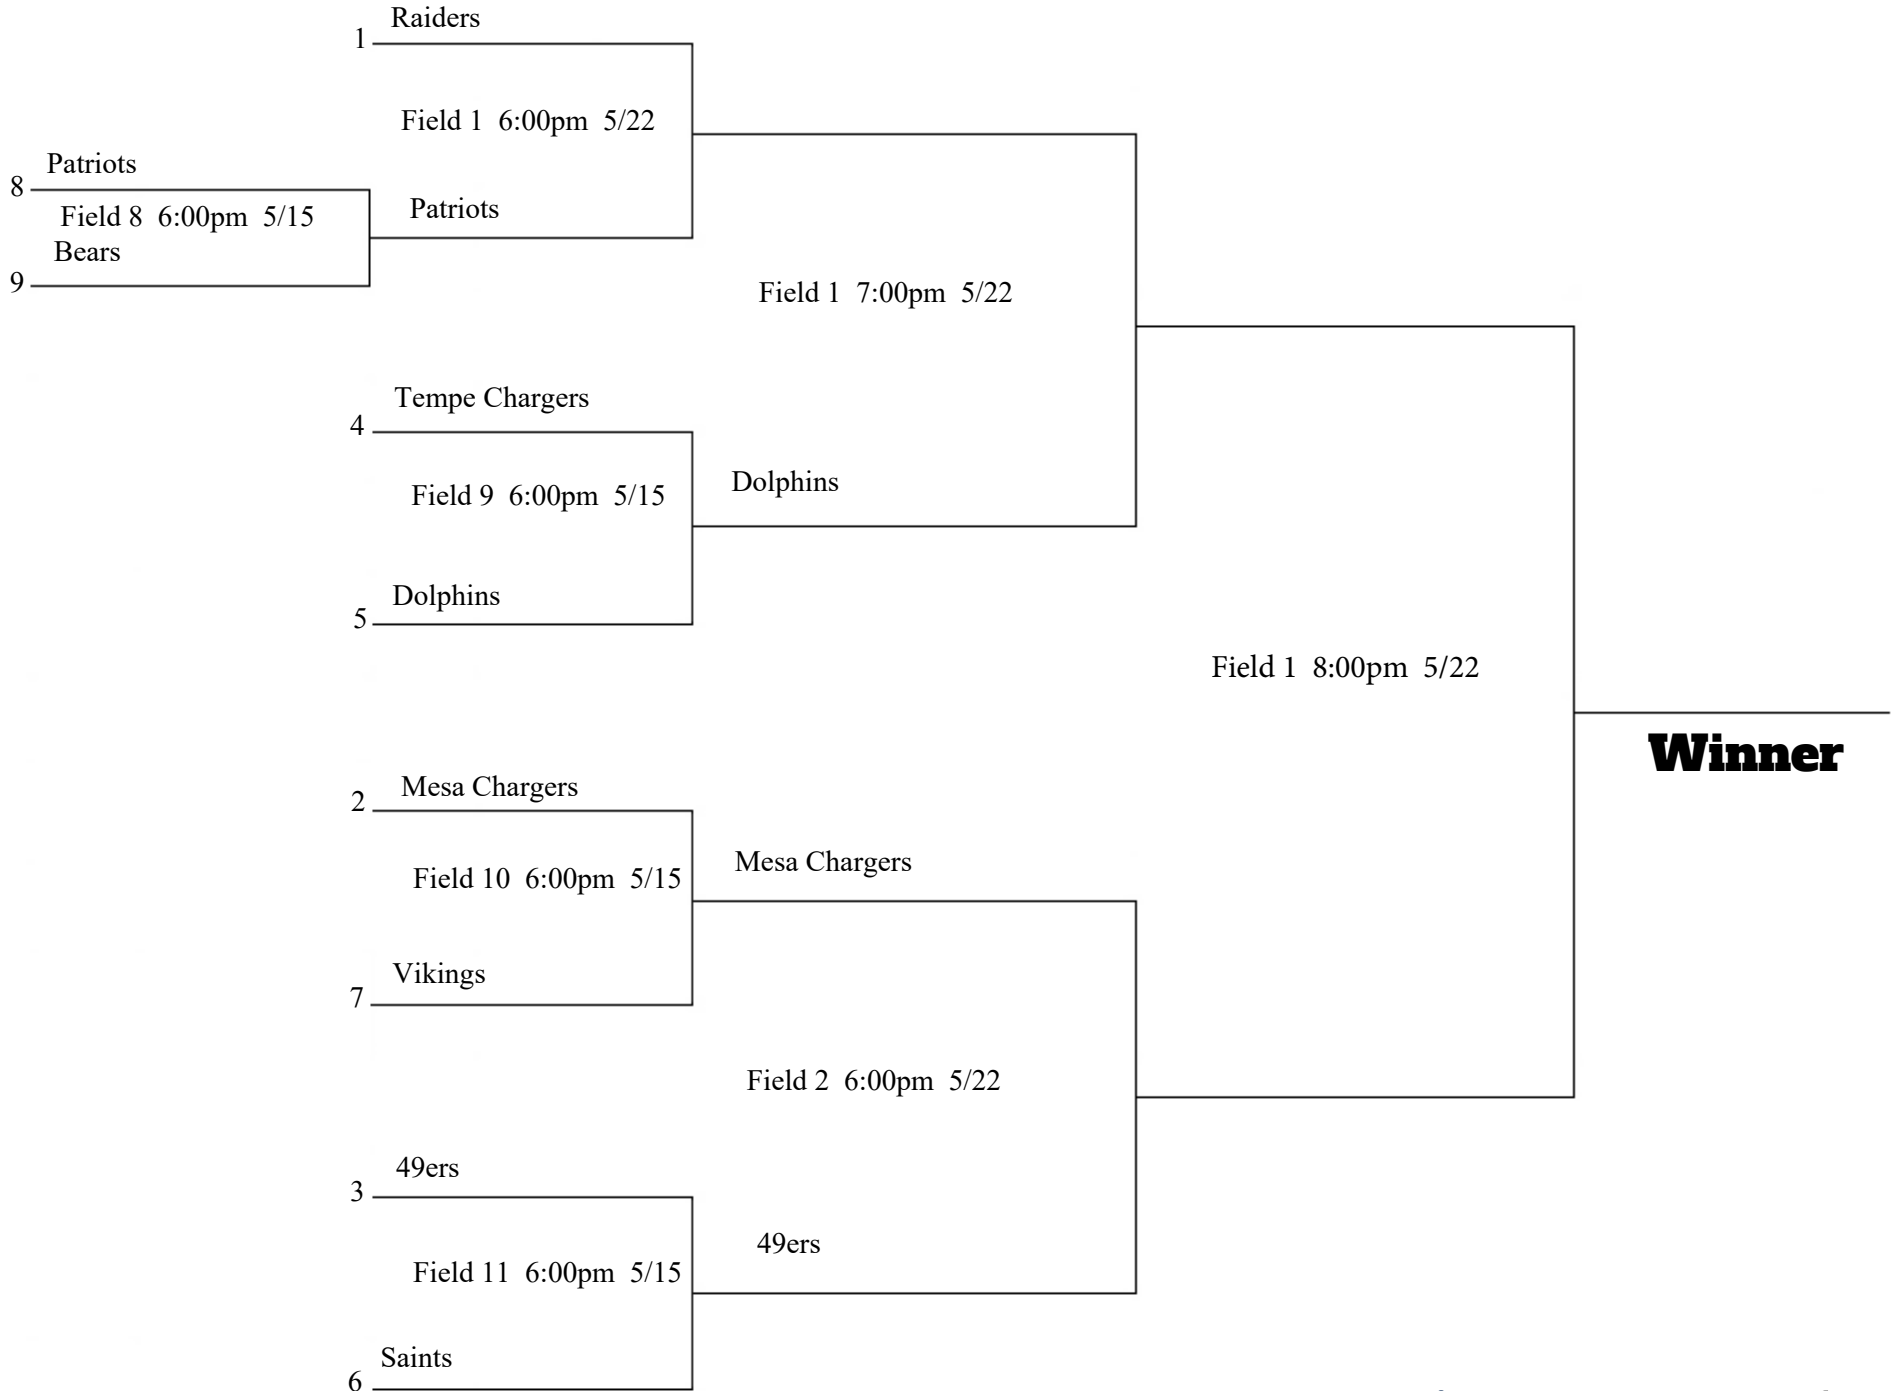 Raiders
1
Field 1 6:00pm 5/22
Patriots
8
Field 8 6:00pm 5/15
Patriots
Bears
9
Field 1 7:00pm 5/22
Tempe Chargers
4
Dolphins
Field 9 6:00pm 5/15
Dolphins
5
Field 1 8:00pm 5/22
Winner
Mesa Chargers
2
Mesa Chargers
Field 10 6:00pm 5/15
Vikings
7
Field 2 6:00pm 5/22
49ers
3
49ers
Field 11 6:00pm 5/15
Saints
6